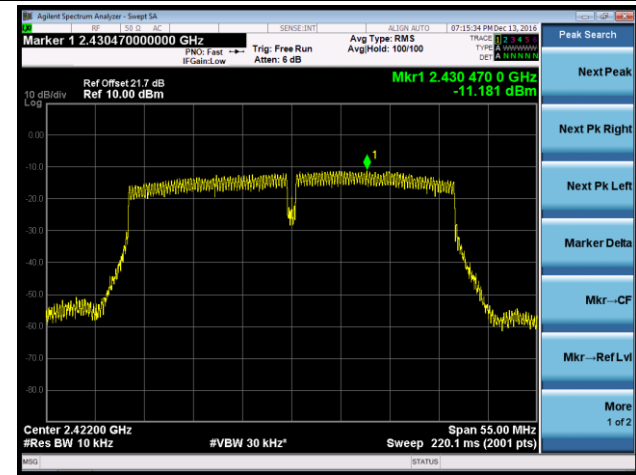 Agilent Spectrum Analyzer - Swept SA
RF 50 Ω AC SENSE:INT ALIGN AUTO 07:15:34 PM Dec 13, 2016
Marker 1 2.430470000000 GHz
PNO: Fast
IFGain:Low
Trig: Free Run
Atten: 6 dB
Avg Type: RMS
Avg|Hold: 100/100
TRACE 1 2 3 4 5 6
TYPE A WWWWW
DET A NNNNN
Peak Search
Next Peak
Next Pk Right
Next Pk Left
Marker Delta
Mkr→CF
Mkr→Ref Lvl
More
1 of 2
Ref Offset 21.7 dB
10 dB/div Ref 10.00 dBm
Log
Mkr1 2.430 470 0 GHz
-11.181 dBm
1
0.00
-10.0
-20.0
-30.0
-40.0
-50.0
-60.0
-70.0
-80.0
Center 2.42200 GHz Span 55.00 MHz
#Res BW 10 kHz #VBW 30 kHz* Sweep 220.1 ms (2001 pts)
MSG STATUS